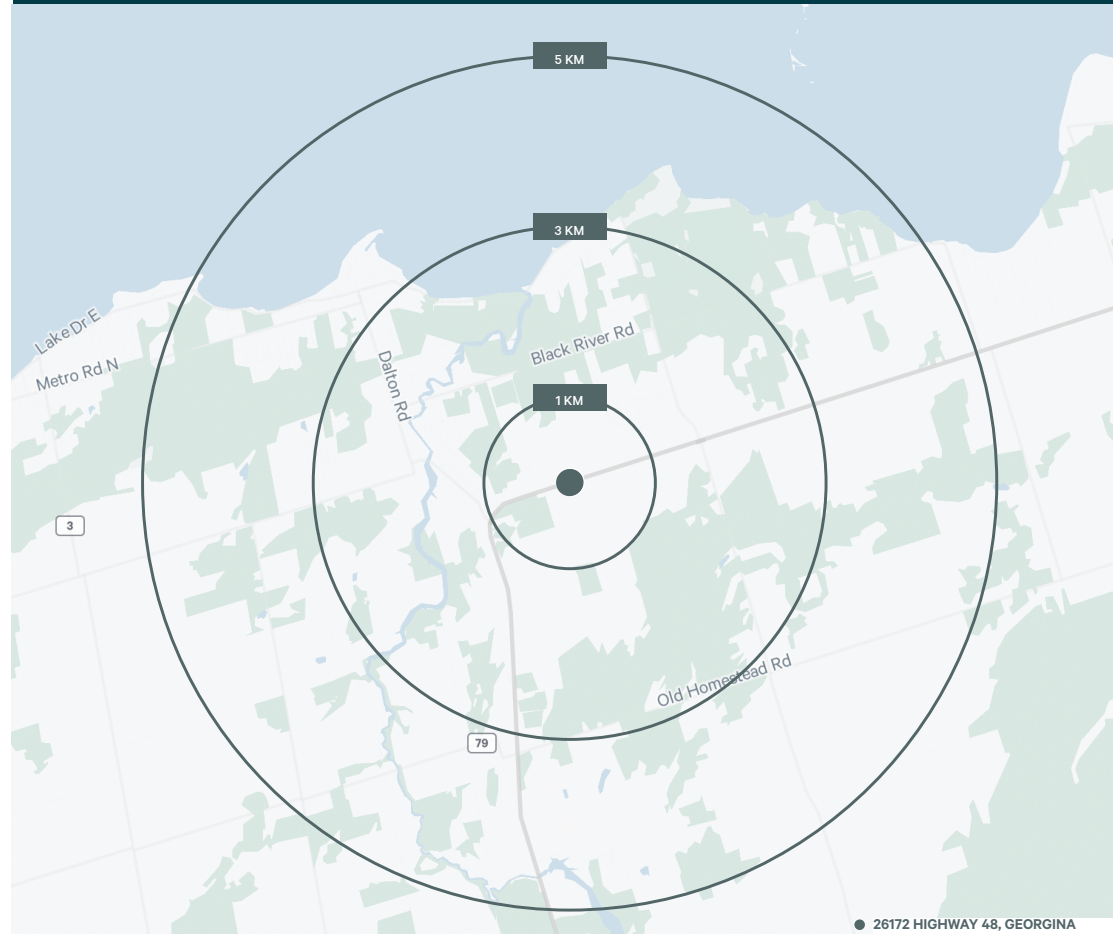 5 KM
3 KM
Lake Dr E
Black River Rd
Metro Rd N
Dalton Rd
1 KM
3
Old Homestead Rd
79
26172 HIGHWAY 48, GEORGINA